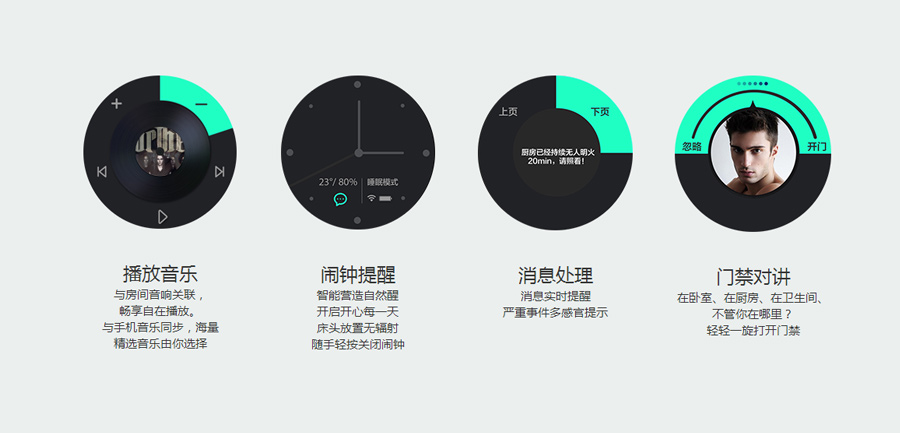 上页
下页
厨房已经持续无人明火
20min，请照看！
忽略
开门
23°/ 80%
睡眠模式
播放音乐
与房间音响关联，
畅享自在播放。
与手机音乐同步，海量
精选音乐由你选择
闹钟提醒
智能营造自然醒
开启开心每一天
床头放置无辐射
随手轻按关闭闹钟
消息处理
消息实时提醒
严重事件多感官提示
门禁对讲
在卧室、在厨房、在卫生间、
不管你在哪里？
轻轻一旋打开门禁